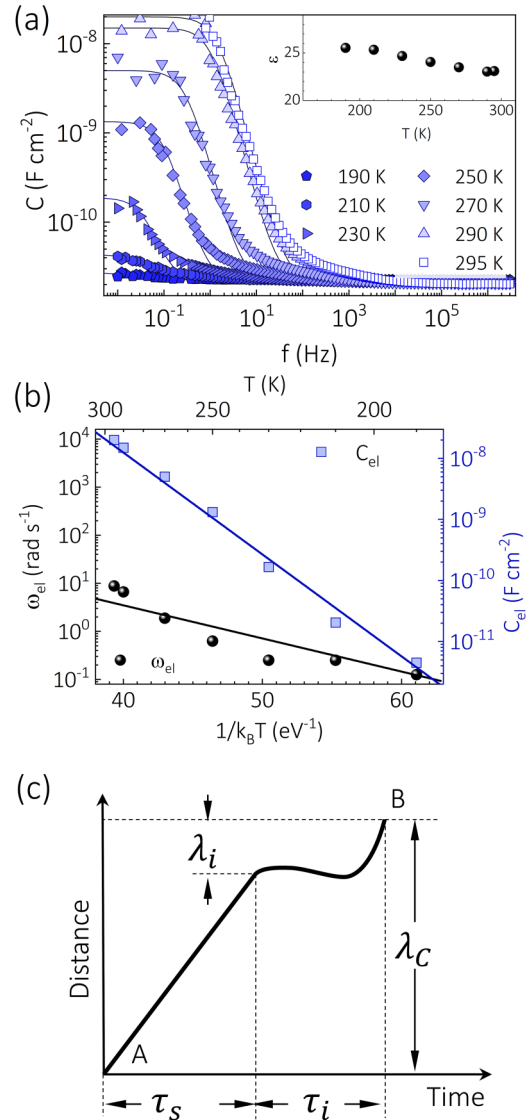 (a)
10⁻⁸
10⁻⁹
10⁻¹⁰
C (F cm⁻²)
25
22
ε
200
250
300
T (K)
190 K
210 K
230 K
250 K
270 K
290 K
295 K
10⁻¹
10¹
10³
10⁵
f (Hz)
(b)
T (K)
300
250
200
10⁴
10³
10²
10¹
10⁰
10⁻¹
ω_el (rad s⁻¹)
C_el
ω_el
10⁻⁸
10⁻⁹
10⁻¹⁰
10⁻¹¹
C_el (F cm⁻²)
40
50
60
1/k_BT (eV⁻¹)
(c)
Distance
B
λ_i
λ_C
A
τ_s
τ_i
Time